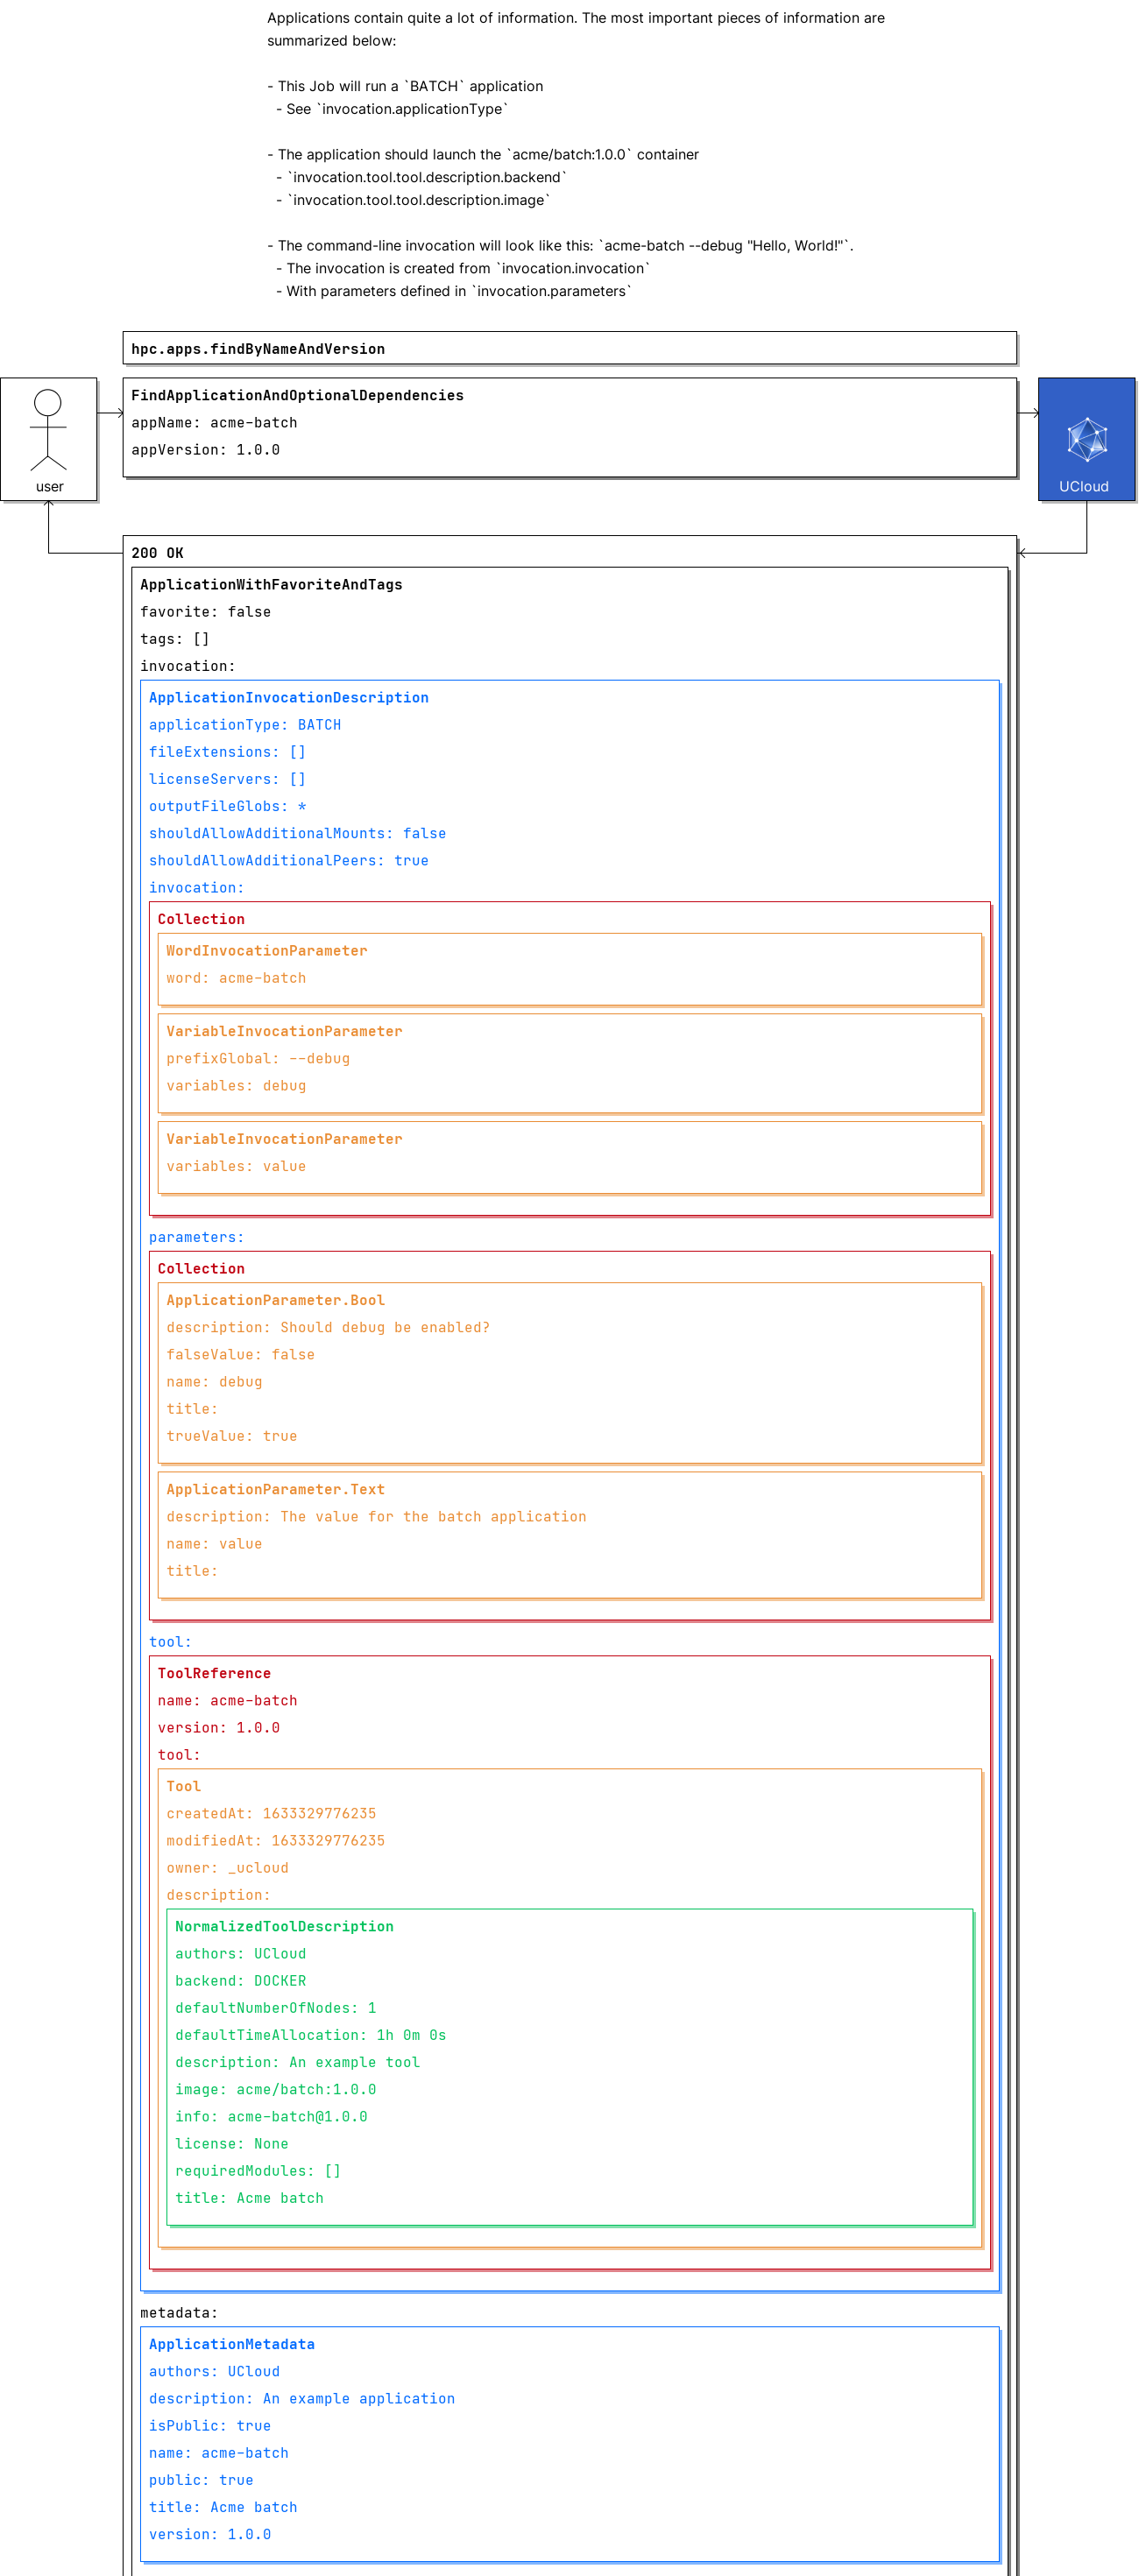 Applications contain quite a lot of information. The most important pieces of information are
summarized below:
- This Job will run a `BATCH` application
- See `invocation.applicationType`
- The application should launch the `acme/batch:1.0.0` container
- `invocation.tool.tool.description.backend`
- `invocation.tool.tool.description.image`
- The command-line invocation will look like this: `acme-batch --debug "Hello, World!"`.
- The invocation is created from `invocation.invocation`
- With parameters defined in `invocation.parameters`
hpc.apps.findByNameAndVersion
FindApplicationAndOptionalDependencies
appName: acme-batch
appVersion: 1.0.0
user
UCloud
200 OK
ApplicationWithFavoriteAndTags
favorite: false
tags: []
invocation:
ApplicationInvocationDescription
applicationType: BATCH
fileExtensions: []
licenseServers: []
outputFileGlobs: *
shouldAllowAdditionalMounts: false
shouldAllowAdditionalPeers: true
invocation:
Collection
WordInvocationParameter
word: acme-batch
VariableInvocationParameter
prefixGlobal: --debug
variables: debug
VariableInvocationParameter
variables: value
parameters:
Collection
ApplicationParameter.Bool
description: Should debug be enabled?
falseValue: false
name: debug
title:
trueValue: true
ApplicationParameter.Text
description: The value for the batch application
name: value
title:
tool:
ToolReference
name: acme-batch
version: 1.0.0
tool:
Tool
createdAt: 1633329776235
modifiedAt: 1633329776235
owner: _ucloud
description:
NormalizedToolDescription
authors: UCloud
backend: DOCKER
defaultNumberOfNodes: 1
defaultTimeAllocation: 1h 0m 0s
description: An example tool
image: acme/batch:1.0.0
info: acme-batch@1.0.0
license: None
requiredModules: []
title: Acme batch
metadata:
ApplicationMetadata
authors: UCloud
description: An example application
isPublic: true
name: acme-batch
public: true
title: Acme batch
version: 1.0.0